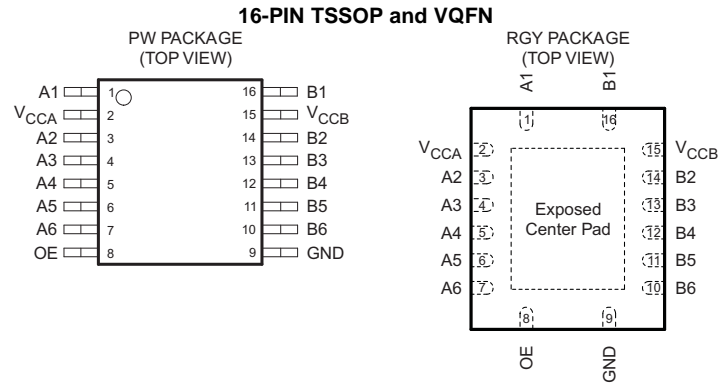 16-PIN TSSOP and VQFN
PW PACKAGE
(TOP VIEW)
A1 1 16 B1
VCCA 2 15 VCCB
A2 3 14 B2
A3 4 13 B3
A4 5 12 B4
A5 6 11 B5
A6 7 10 B6
OE 8 9 GND
RGY PACKAGE
(TOP VIEW)
A1 B1
1 16
VCCA 2 15 VCCB
A2 3 14 B2
A3 4 13 B3
A4 5 12 B4
A5 6 11 B5
A6 7 10 B6
Exposed
Center Pad
8 9
OE GND